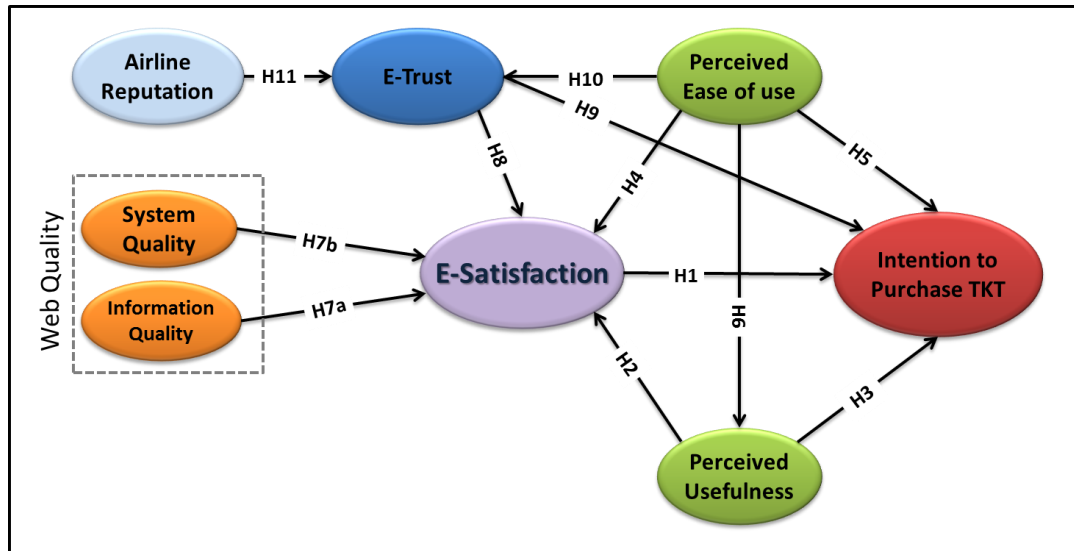 Airline
Reputation
H11
E-Trust
H10
Perceived
Ease of use
H9
H8
H4
H5
Web Quality
System
Quality
H7b
E-Satisfaction
H1
Intention to
Purchase TKT
Information
Quality
H7a
H6
H2
H3
Perceived
Usefulness